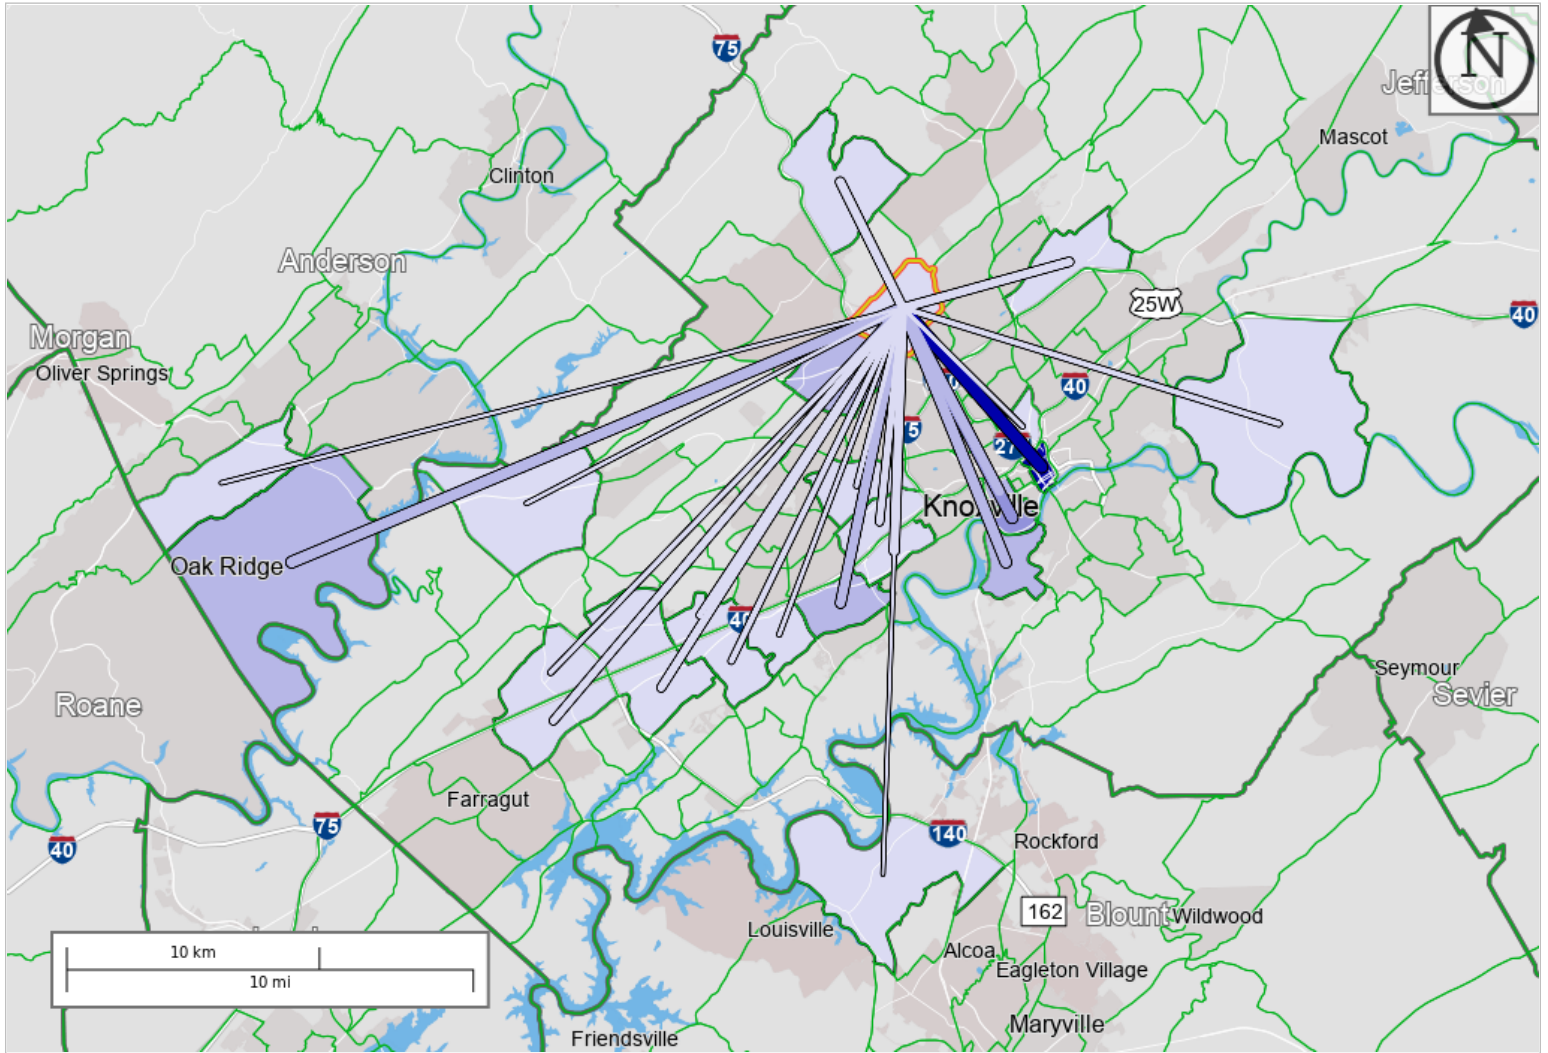 75
N
Jefferson
Mascot
Clinton
Anderson
25W
40
Morgan
Oliver Springs
40
75
27
Knoxville
Oak Ridge
40
Seymour
Sevier
Roane
Farragut
75
40
140
Rockford
162
Blount
Wildwood
Louisville
Alcoa
Eagleton Village
10 km
10 mi
Maryville
Friendsville